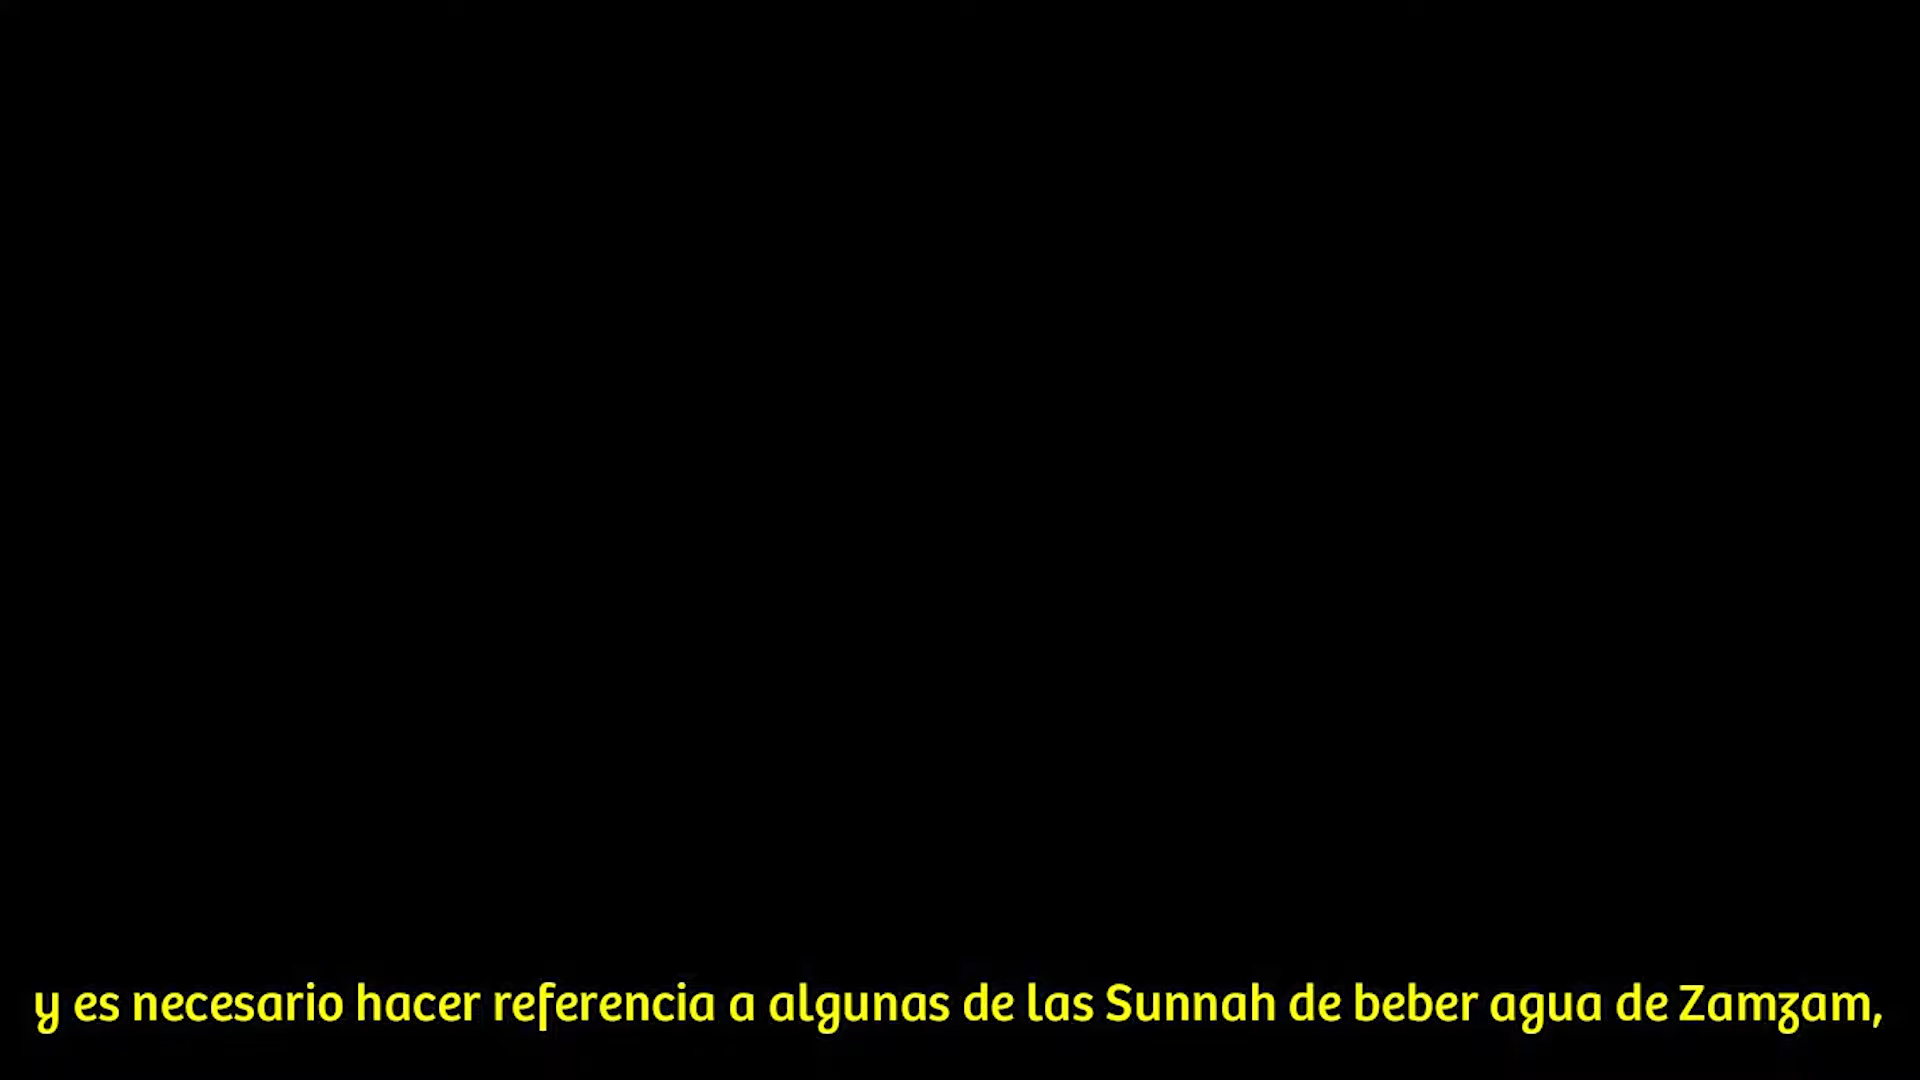 y es necesario hacer referencia a algunas de las Sunnah de beber agua de Zamzam,